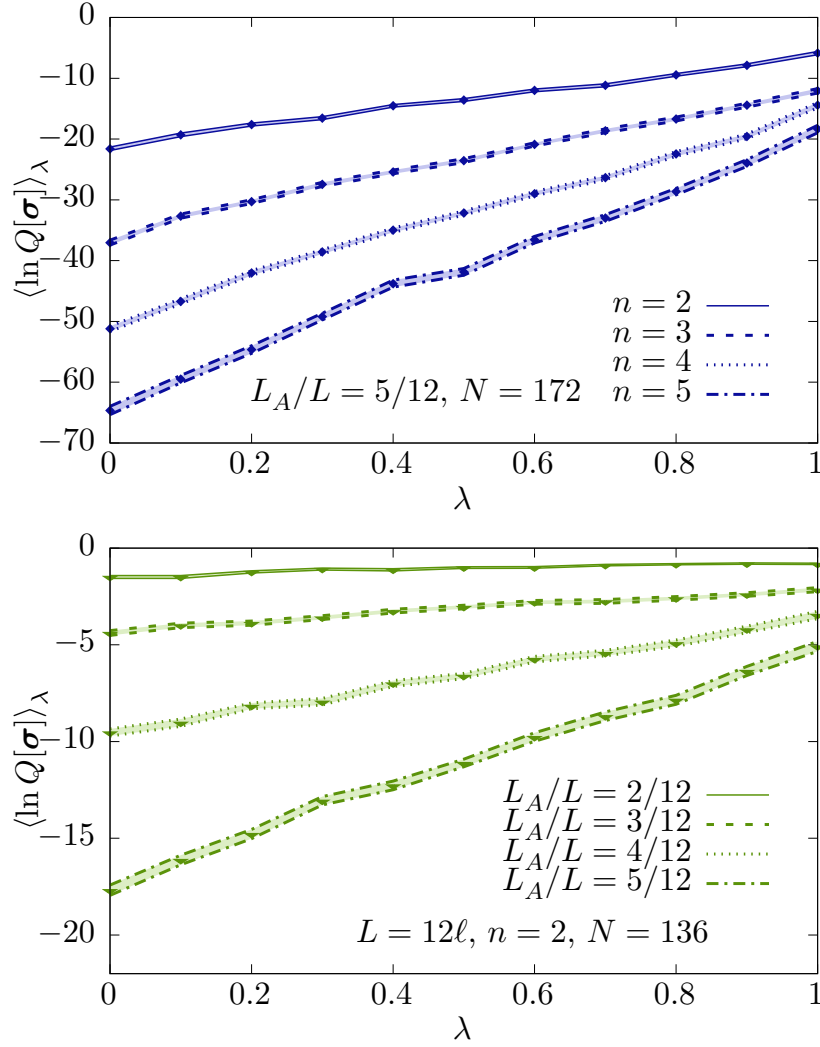 0
−10
−20
−30
−40
−50
−60
−70
⟨ln Q[σ]⟩λ
n = 2
n = 3
n = 4
n = 5
L_A/L = 5/12, N = 172
0 0.2 0.4 0.6 0.8 1
λ
0
−5
−10
−15
−20
⟨ln Q[σ]⟩λ
L_A/L = 2/12
L_A/L = 3/12
L_A/L = 4/12
L_A/L = 5/12
L = 12ℓ, n = 2, N = 136
0 0.2 0.4 0.6 0.8 1
λ